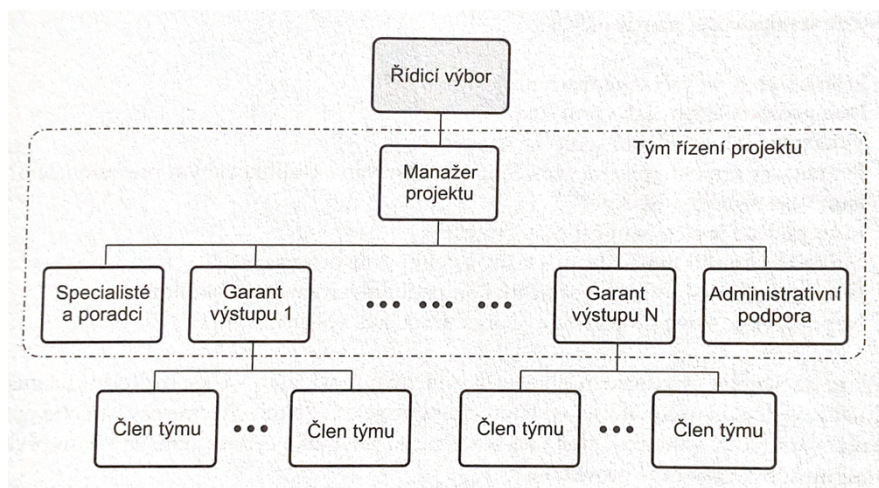 Řídicí výbor
Tým řízení projektu
Manažer
projektu
Specialisté
a poradci
Garant
výstupu 1
Garant
výstupu N
Administrativní
podpora
Člen týmu
Člen týmu
Člen týmu
Člen týmu